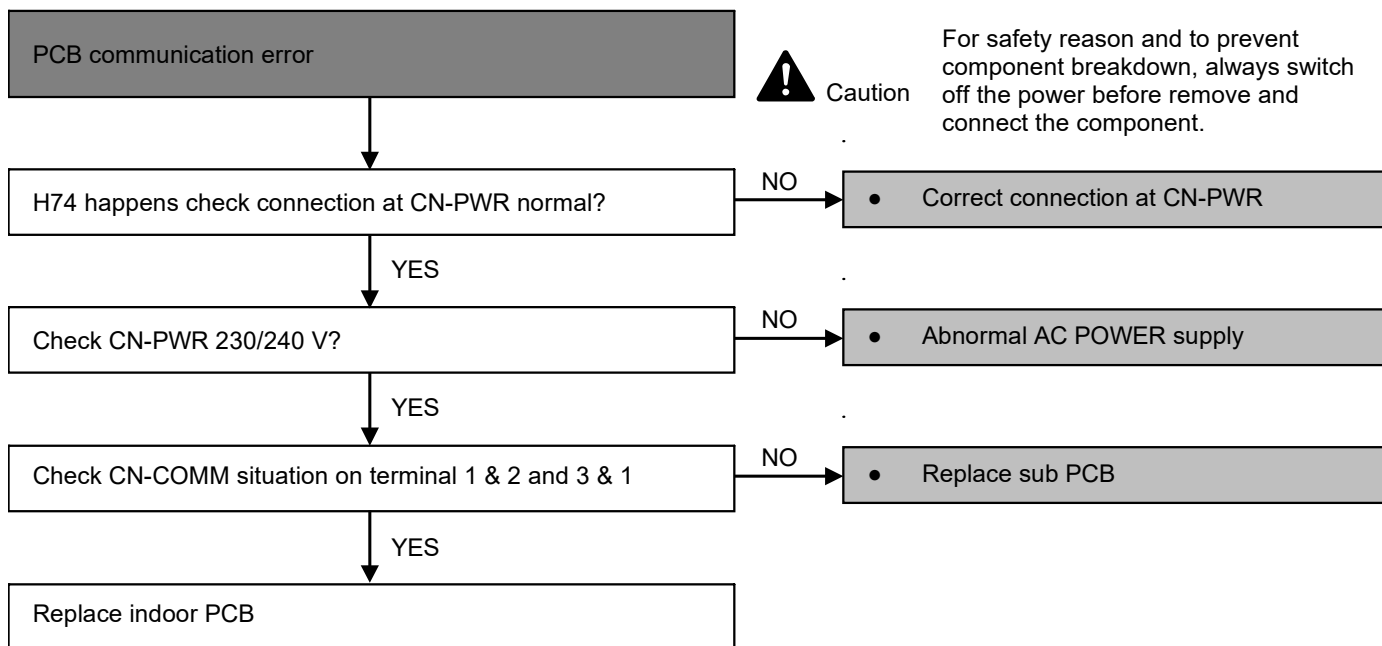 PCB communication error
Caution
For safety reason and to prevent
component breakdown, always switch
off the power before remove and
connect the component.
.
H74 happens check connection at CN-PWR normal?
NO
● Correct connection at CN-PWR
YES
.
Check CN-PWR 230/240 V?
NO
● Abnormal AC POWER supply
YES
.
Check CN-COMM situation on terminal 1 & 2 and 3 & 1
NO
● Replace sub PCB
YES
Replace indoor PCB